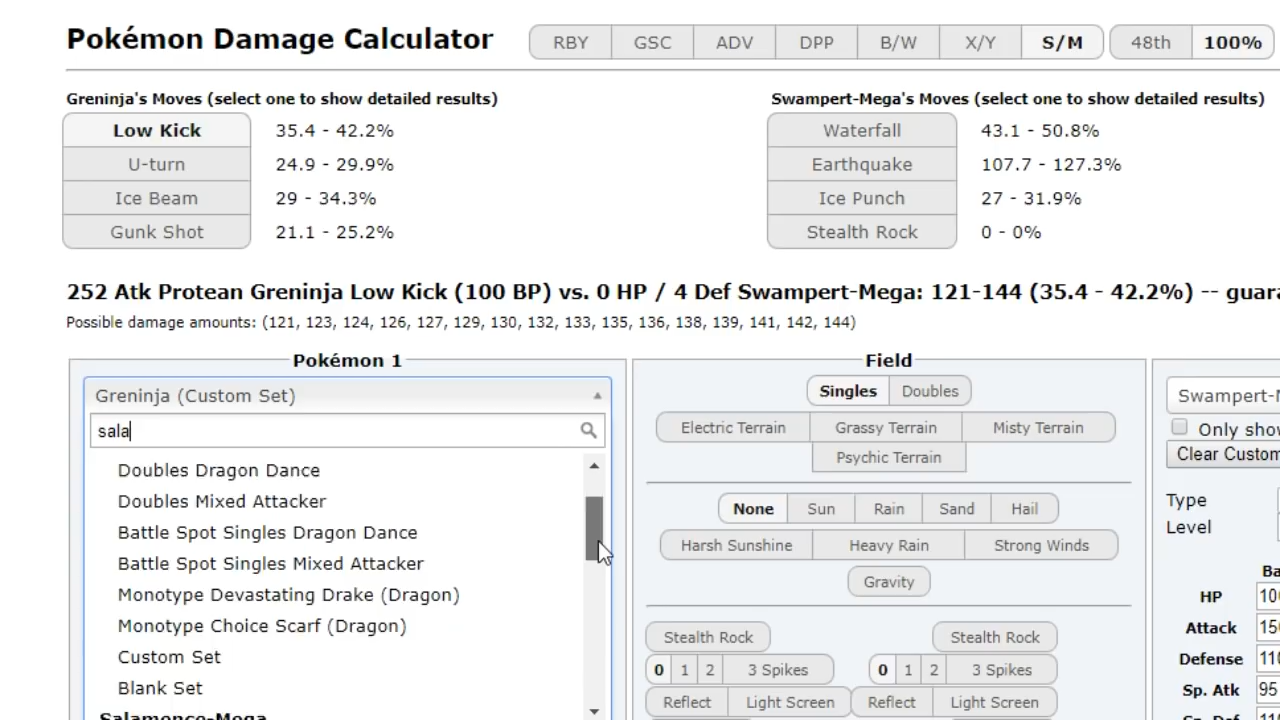 Pokémon Damage Calculator
RBY GSC ADV DPP B/W X/Y S/M 48th 100%
Greninja's Moves (select one to show detailed results)
Low Kick 35.4 - 42.2%
U-turn 24.9 - 29.9%
Ice Beam 29 - 34.3%
Gunk Shot 21.1 - 25.2%
Swampert-Mega's Moves (select one to show detailed results)
Waterfall 43.1 - 50.8%
Earthquake 107.7 - 127.3%
Ice Punch 27 - 31.9%
Stealth Rock 0 - 0%
252 Atk Protean Greninja Low Kick (100 BP) vs. 0 HP / 4 Def Swampert-Mega: 121-144 (35.4 - 42.2%) -- guara
Possible damage amounts: (121, 123, 124, 126, 127, 129, 130, 132, 133, 135, 136, 138, 139, 141, 142, 144)
Pokémon 1
Greninja (Custom Set)
sala
Doubles Dragon Dance
Doubles Mixed Attacker
Battle Spot Singles Dragon Dance
Battle Spot Singles Mixed Attacker
Monotype Devastating Drake (Dragon)
Monotype Choice Scarf (Dragon)
Custom Set
Blank Set
Salamence-Mega
Field
Singles Doubles
Electric Terrain Grassy Terrain Misty Terrain
Psychic Terrain
None Sun Rain Sand Hail
Harsh Sunshine Heavy Rain Strong Winds
Gravity
Stealth Rock Stealth Rock
0 1 2 3 Spikes 0 1 2 3 Spikes
Reflect Light Screen Reflect Light Screen
Swampert-M
Only show
Clear Custom
Type
Level
Ba
HP 100
Attack 150
Defense 110
Sp. Atk 95